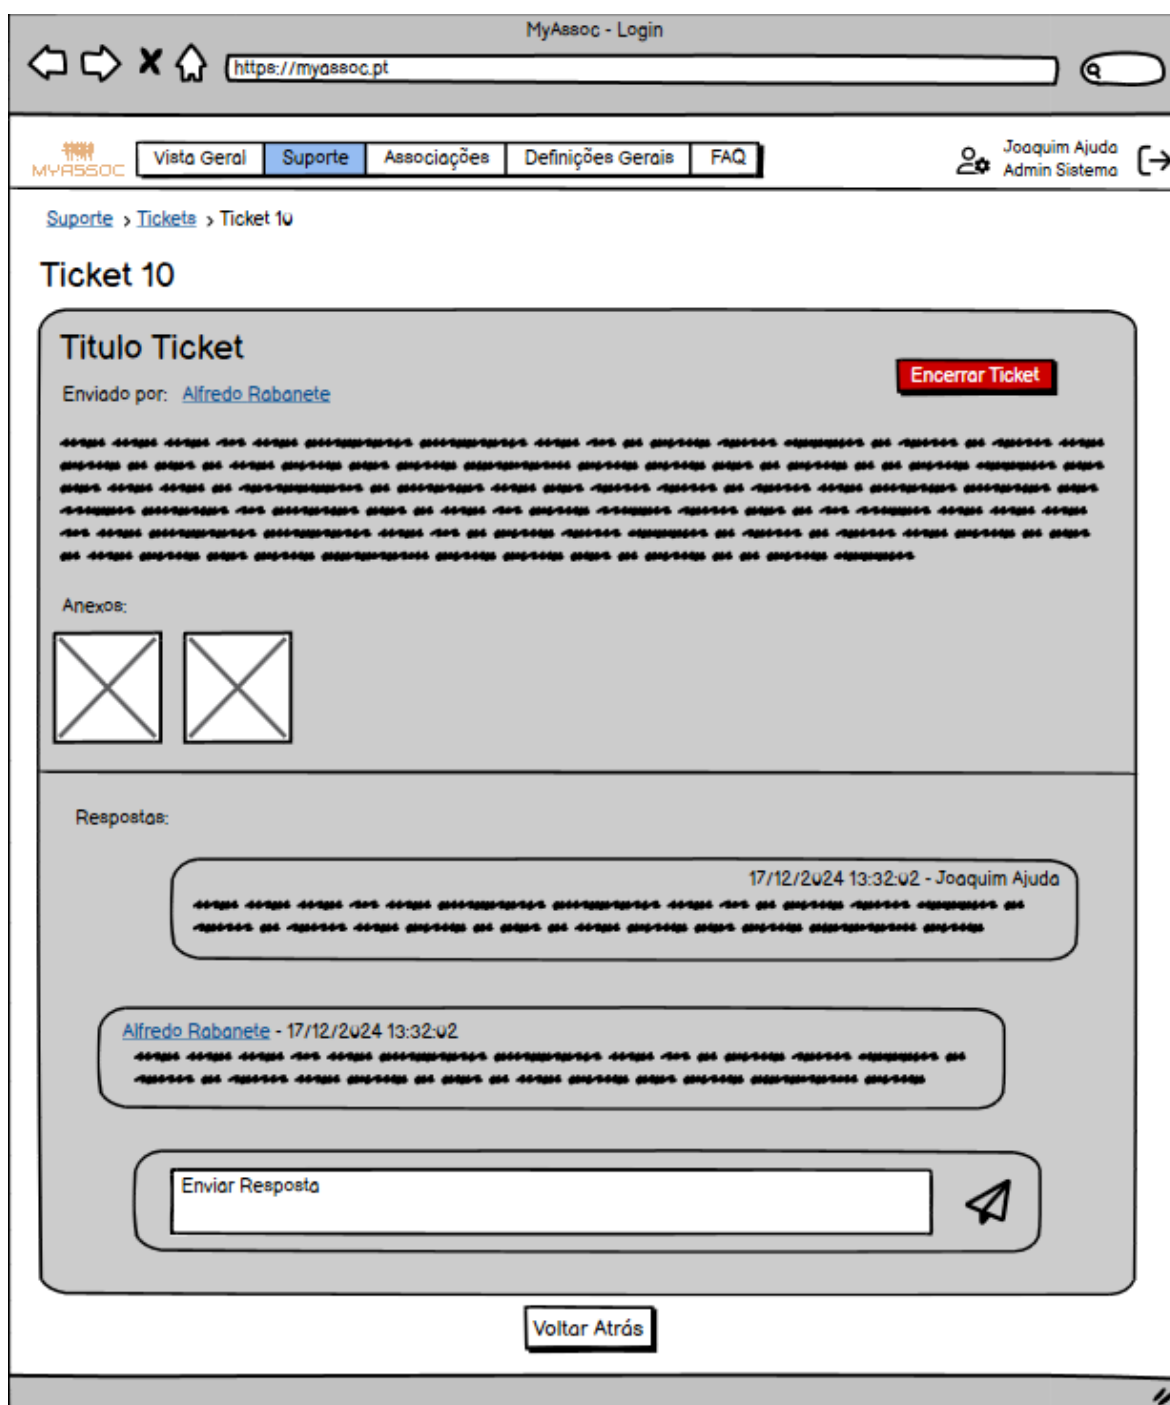 MyAssoc - Login
https://myassoc.pt
MYASSOC
Vista Geral
Suporte
Associações
Definições Gerais
FAQ
Joaquim Ajuda
Admin Sistema
Suporte > Tickets > Ticket 10
Ticket 10
Titulo Ticket
Encerrar Ticket
Enviado por: Alfredo Rabanete
Anexos:
Respostas:
17/12/2024 13:32:02 - Joaquim Ajuda
Alfredo Rabanete - 17/12/2024 13:32:02
Enviar Resposta
Voltar Atrás